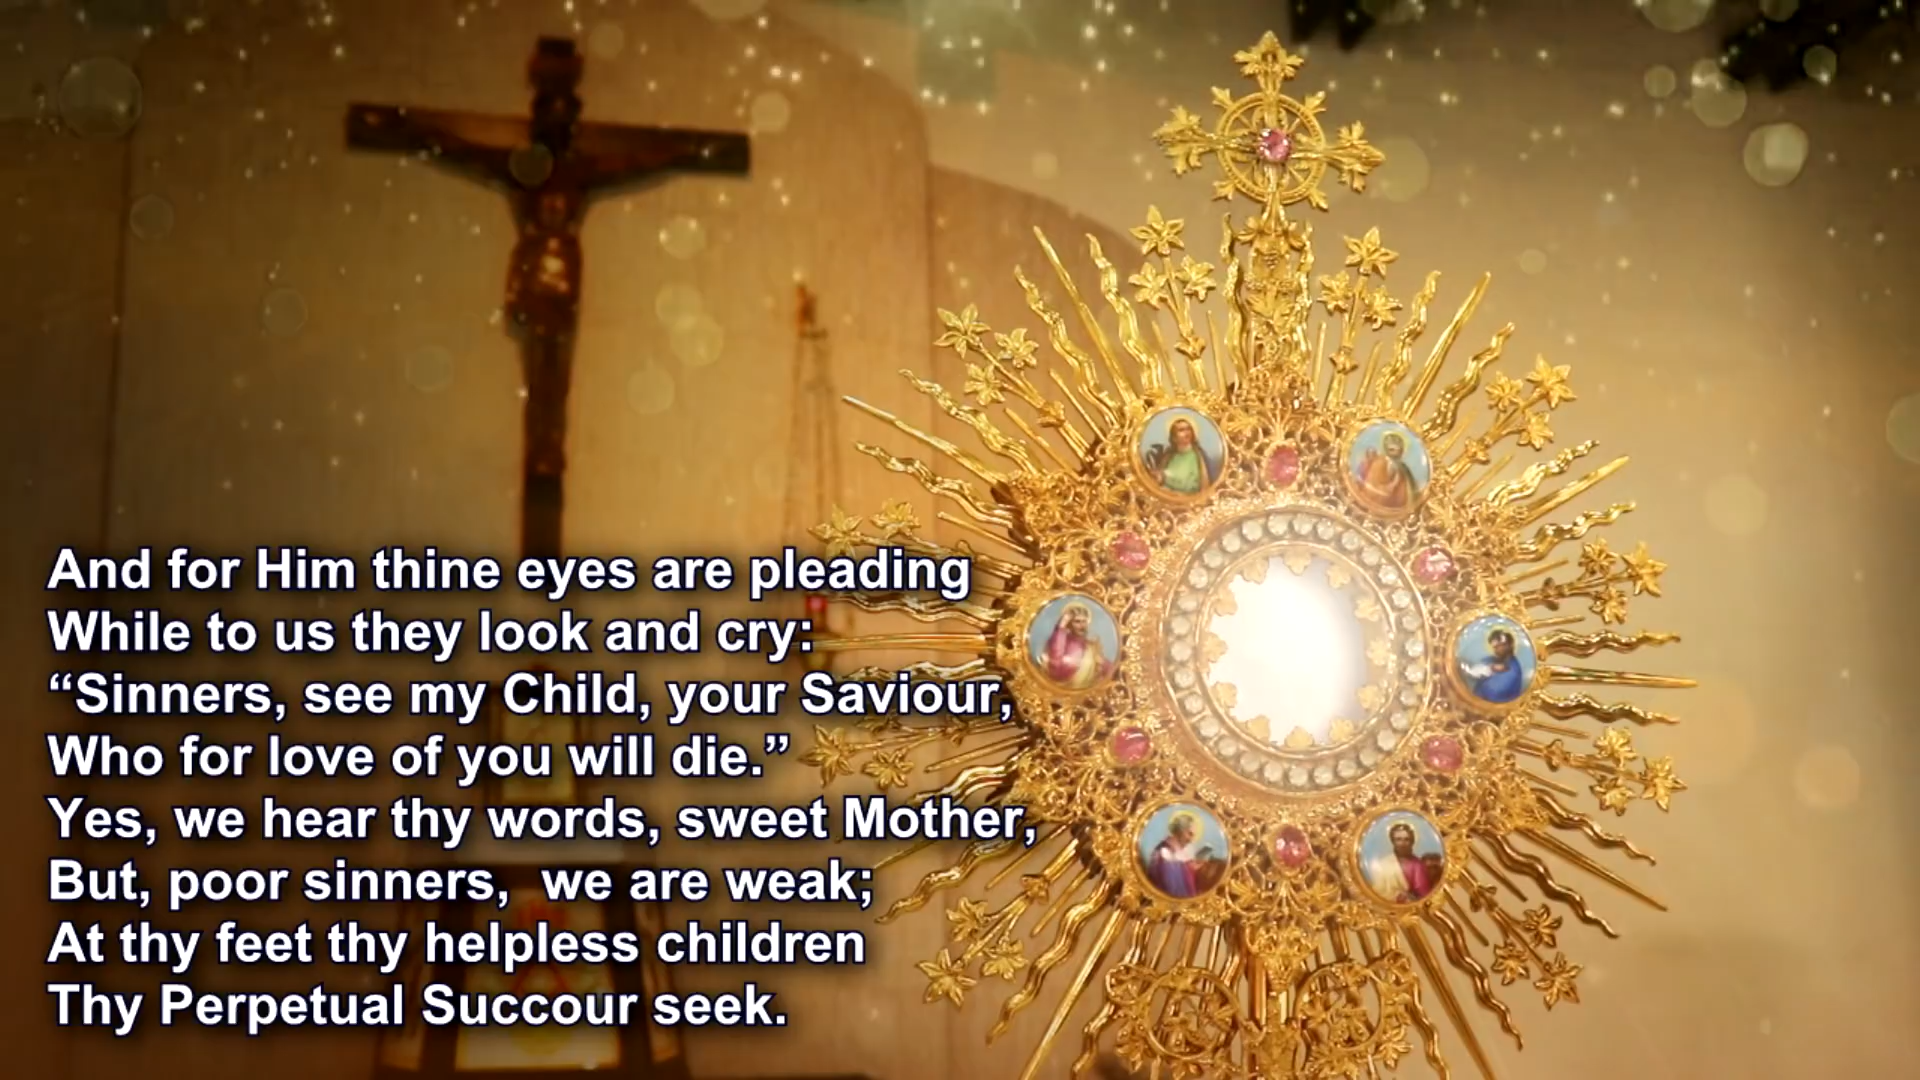 And for Him thine eyes are pleading
While to us they look and cry:
“Sinners, see my Child, your Saviour,
Who for love of you will die.”
Yes, we hear thy words, sweet Mother,
But, poor sinners,  we are weak;
At thy feet thy helpless children
Thy Perpetual Succour seek.